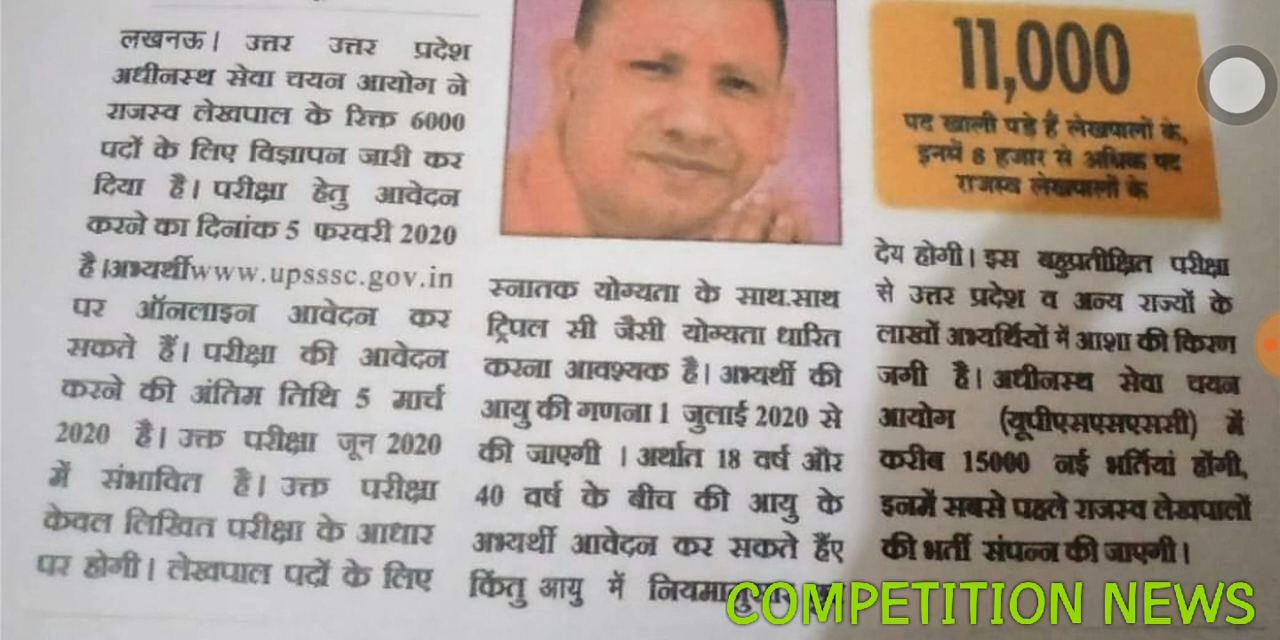 लखनऊ। उत्तर उत्तर प्रदेश
अधीनस्थ सेवा चयन आयोग ने
राजस्व लेखपाल के रिक्त 6000
पदों के लिए विज्ञापन जारी कर
दिया है। परीक्षा हेतु आवेदन
करने का दिनांक 5 फरवरी 2020
है।अभ्यर्थीwww.upsssc.gov.in
पर ऑनलाइन आवेदन कर
सकते हैं। परीक्षा की आवेदन
करने की अंतिम तिथि 5 मार्च
2020 है। उक्त परीक्षा जून 2020
में संभावित है। उक्त परीक्षा
केवल लिखित परीक्षा के आधार
पर होगी। लेखपाल पदों के लिए
स्नातक योग्यता के साथ.साथ
ट्रिपल सी जैसी योग्यता धारित
करना आवश्यक है। अभ्यर्थी की
आयु की गणना 1 जुलाई 2020 से
की जाएगी । अर्थात 18 वर्ष और
40 वर्ष के बीच की आयु के
अभ्यर्थी आवेदन कर सकते हैंए
किंतु आयु में नियमानुसार
11,000
पद खाली पड़े हैं लेखपालों के,
इनमें 8 हजार से अधिक पद
राजस्व लेखपालों के
देय होगी। इस बहुप्रतीक्षित परीक्षा
से उत्तर प्रदेश व अन्य राज्यों के
लाखों अभ्यर्थियों में आशा की किरण
जगी है। अधीनस्थ सेवा चयन
आयोग (यूपीएसएसएससी) में
करीब 15000 नई भर्तियां होंगी,
इनमें सबसे पहले राजस्व लेखपालों
की भर्ती संपन्न की जाएगी।
COMPETITION NEWS